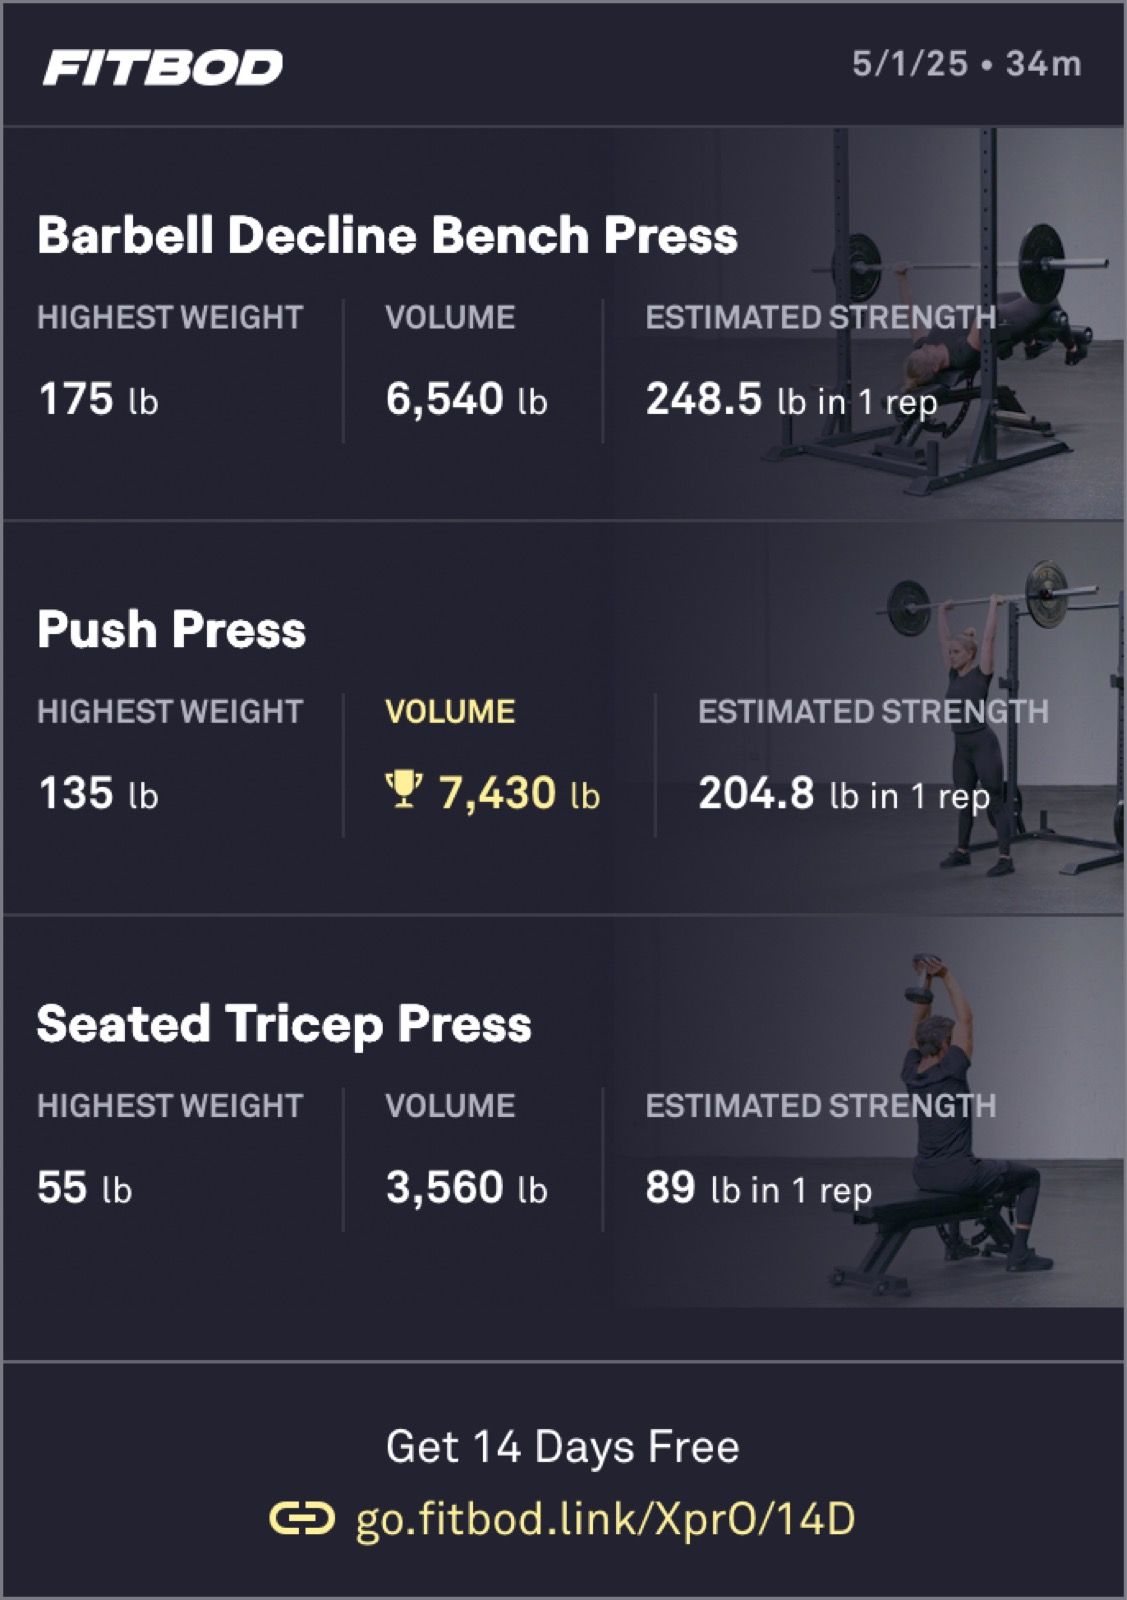 FITBOD
5/1/25 • 34m
Barbell Decline Bench Press
HIGHEST WEIGHT VOLUME ESTIMATED STRENGTH
175 lb 6,540 lb 248.5 lb in 1 rep
Push Press
HIGHEST WEIGHT VOLUME ESTIMATED STRENGTH
135 lb 7,430 lb 204.8 lb in 1 rep
Seated Tricep Press
HIGHEST WEIGHT VOLUME ESTIMATED STRENGTH
55 lb 3,560 lb 89 lb in 1 rep
Get 14 Days Free
go.fitbod.link/XprO/14D